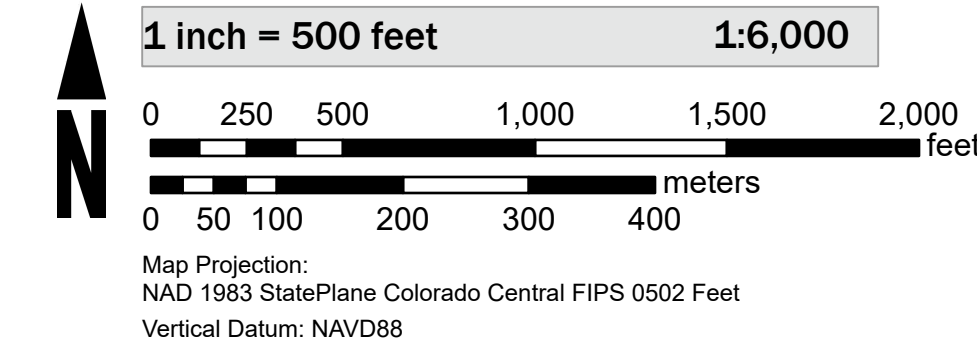 1 inch = 500 feet 1:6,000
0 250 500 1,000 1,500 2,000
feet
meters
0 50 100 200 300 400
N
Map Projection:
NAD 1983 StatePlane Colorado Central FIPS 0502 Feet
Vertical Datum: NAVD88